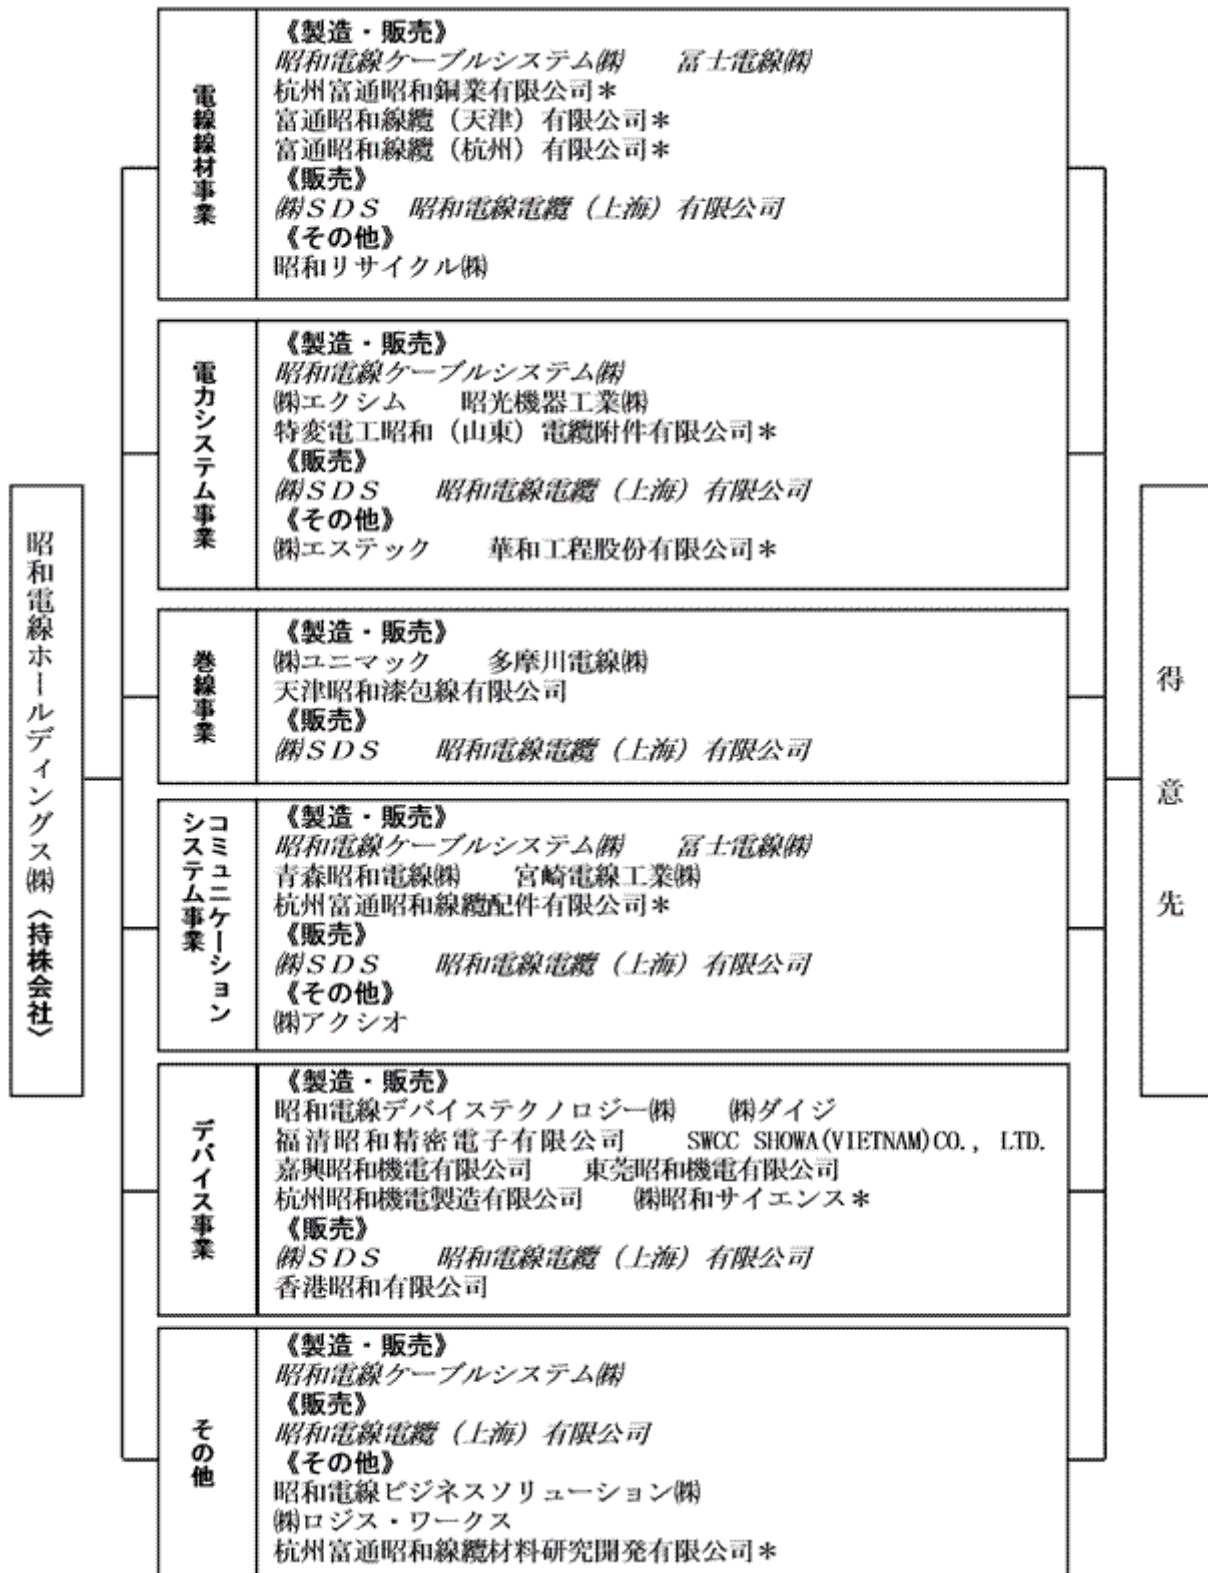 昭和電線ホールディングス㈱〈持株会社〉
電線線材事業
《製造・販売》
昭和電線ケーブルシステム㈱　冨士電線㈱
杭州富通昭和銅業有限公司＊
富通昭和線纜（天津）有限公司＊
富通昭和線纜（杭州）有限公司＊
《販売》
㈱ＳＤＳ　昭和電線電纜（上海）有限公司
《その他》
昭和リサイクル㈱
電力システム事業
《製造・販売》
昭和電線ケーブルシステム㈱
㈱エクシム　昭光機器工業㈱
特変電工昭和（山東）電纜附件有限公司＊
《販売》
㈱ＳＤＳ　昭和電線電纜（上海）有限公司
《その他》
㈱エステック　華和工程股份有限公司＊
巻線事業
《製造・販売》
㈱ユニマック　多摩川電線㈱
天津昭和漆包線有限公司
《販売》
㈱ＳＤＳ　昭和電線電纜（上海）有限公司
コミュニケーション
システム事業
《製造・販売》
昭和電線ケーブルシステム㈱　冨士電線㈱
青森昭和電線㈱　宮崎電線工業㈱
杭州富通昭和線纜配件有限公司＊
《販売》
㈱ＳＤＳ　昭和電線電纜（上海）有限公司
《その他》
㈱アクシオ
デバイス事業
《製造・販売》
昭和電線デバイステクノロジー㈱　㈱ダイジ
福清昭和精密電子有限公司　SWCC SHOWA(VIETNAM)CO., LTD.
嘉興昭和機電有限公司　東莞昭和機電有限公司
杭州昭和機電製造有限公司　㈱昭和サイエンス＊
《販売》
㈱ＳＤＳ　昭和電線電纜（上海）有限公司
香港昭和有限公司
その他
《製造・販売》
昭和電線ケーブルシステム㈱
《販売》
昭和電線電纜（上海）有限公司
《その他》
昭和電線ビジネスソリューション㈱
㈱ロジス・ワークス
杭州富通昭和線纜材料研究開発有限公司＊
得意先